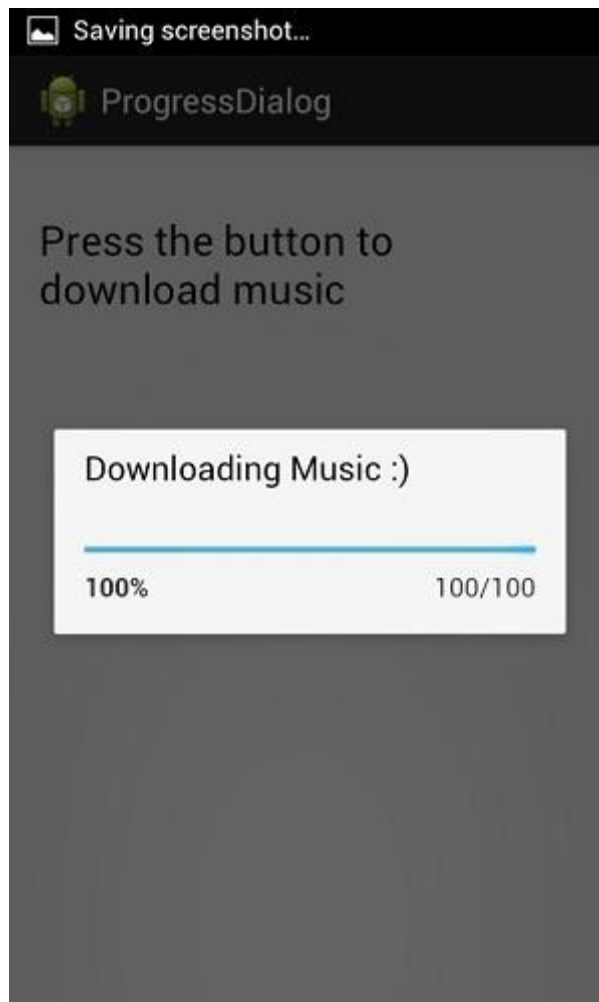 Saving screenshot...
ProgressDialog
Press the button to
download music
Downloading Music :)
100%
100/100